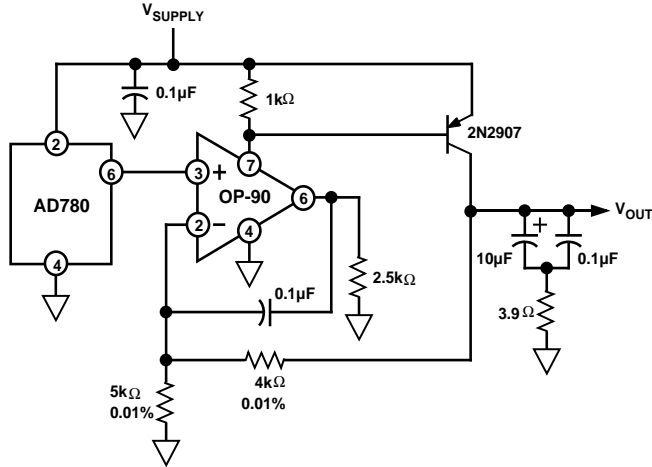 VSUPPLY
0.1µF
1kΩ
2N2907
2
6
3
+
7
AD780
OP-90
6
VOUT
2
−
4
4
+
10µF
0.1µF
2.5kΩ
0.1µF
3.9Ω
5kΩ
0.01%
4kΩ
0.01%